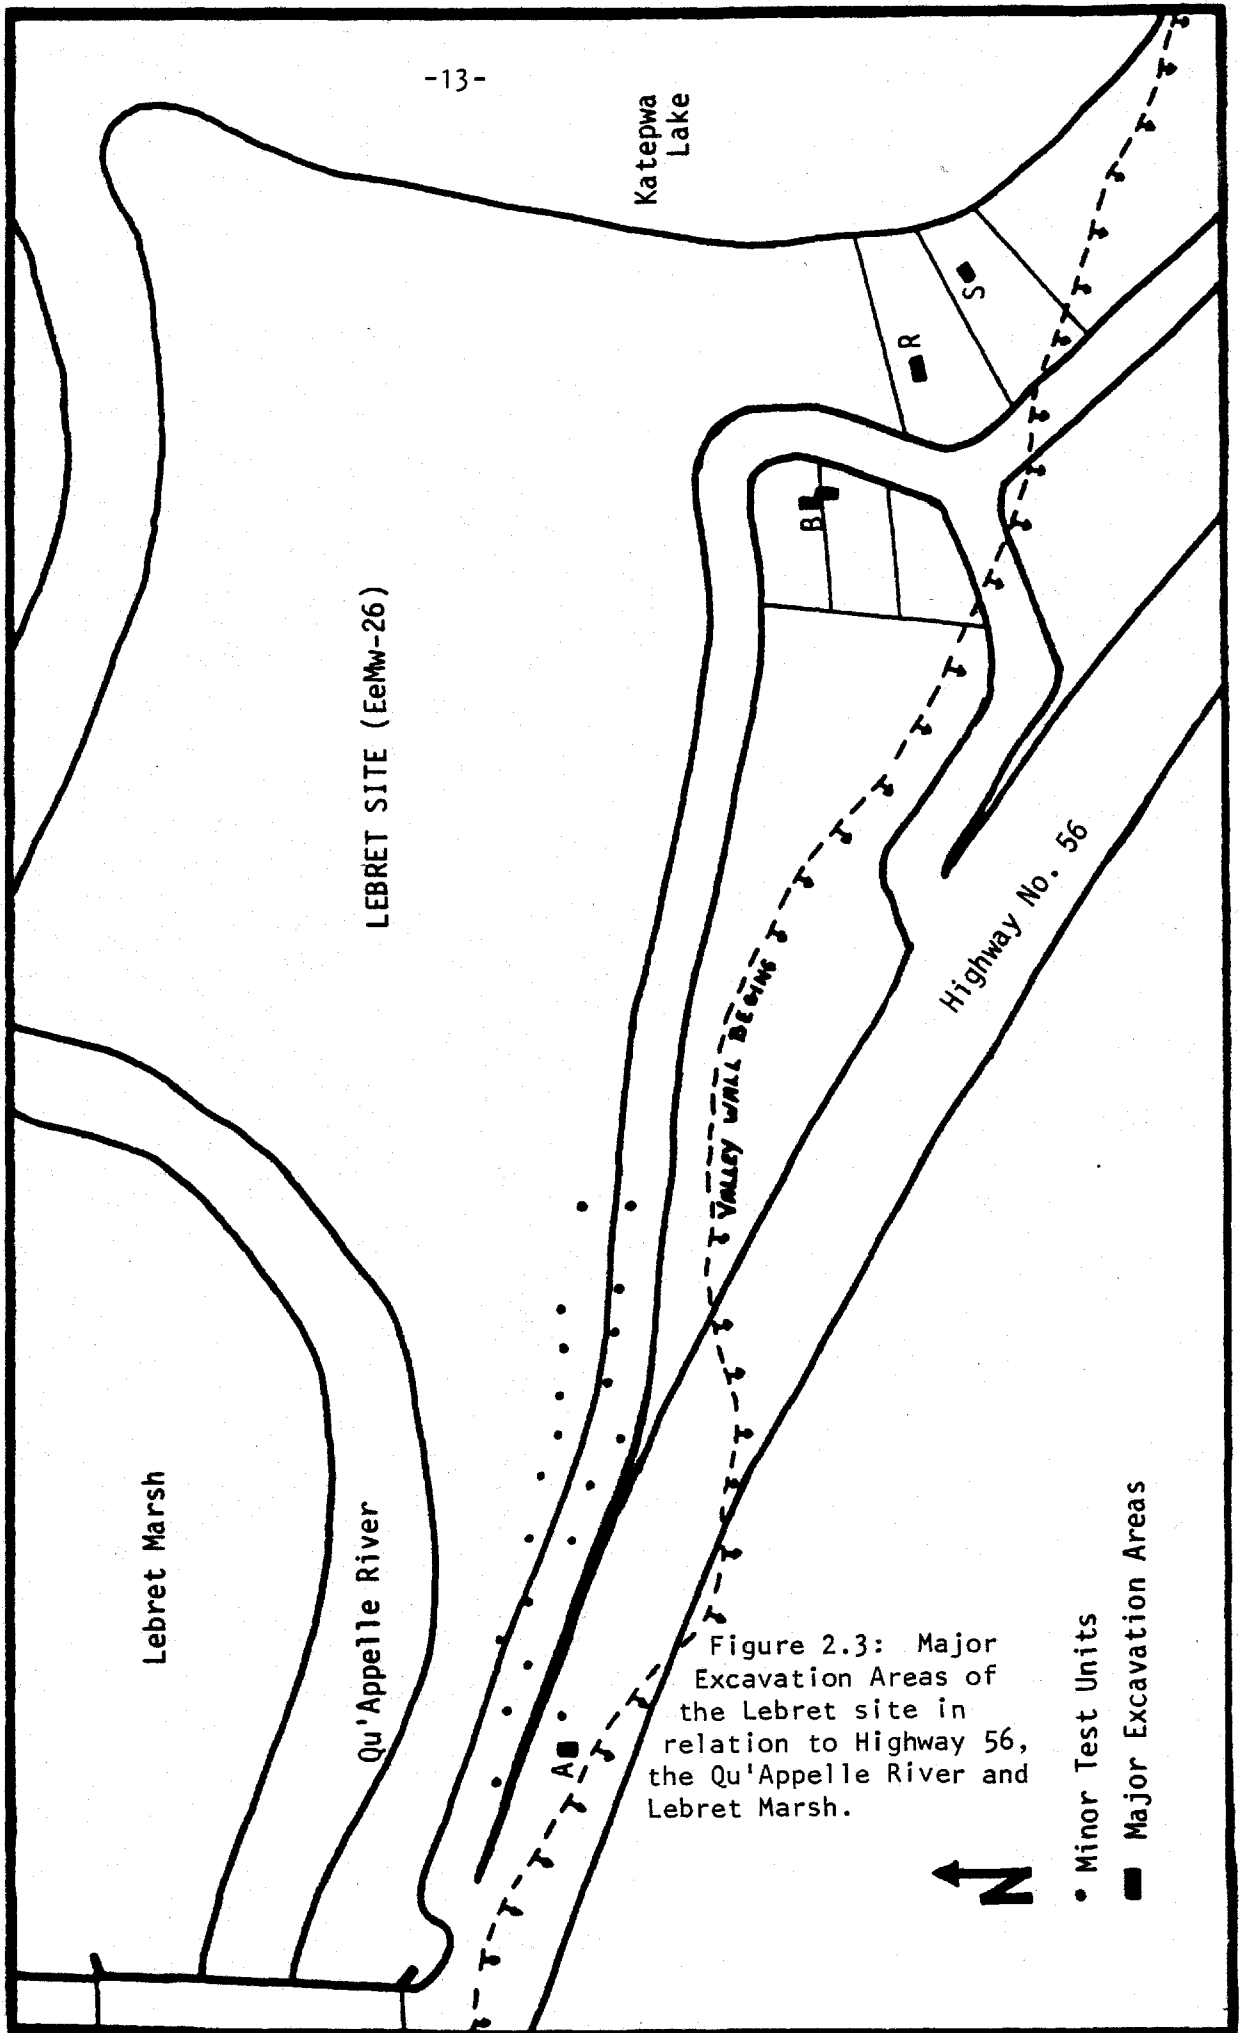 -13-
Katepwa
Lake
LEBRET SITE (EeMw-26)
Lebret Marsh
Qu'Appelle River
R
S
B
A
VALLEY WALL BEGINS
Highway No. 56
Figure 2.3: Major
Excavation Areas of
the Lebret site in
relation to Highway 56,
the Qu'Appelle River and
Lebret Marsh.
N
Minor Test Units
Major Excavation Areas